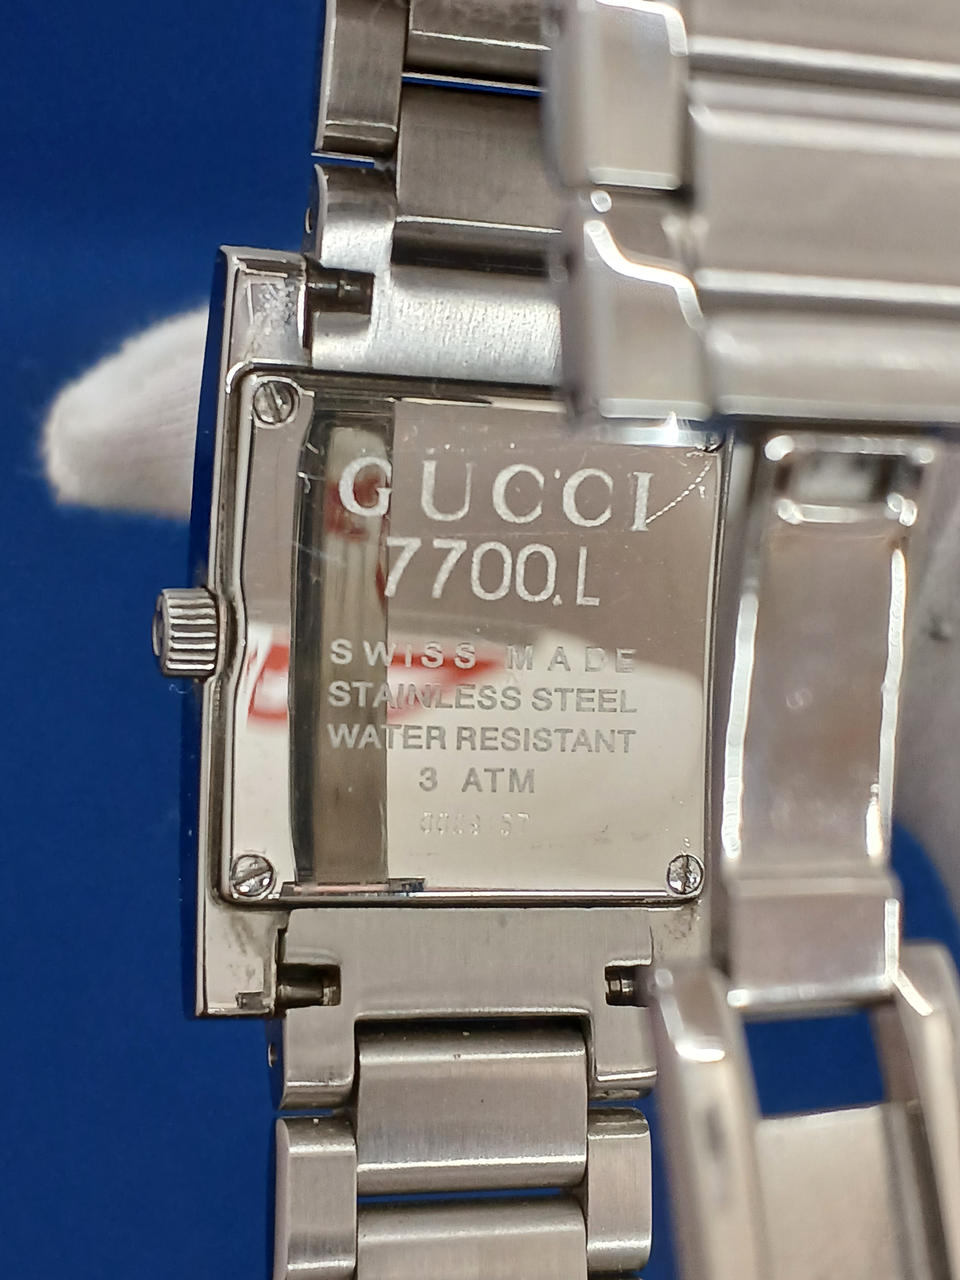 GUCCI
7700.L
SWISS MADE
STAINLESS STEEL
WATER RESISTANT
3 ATM